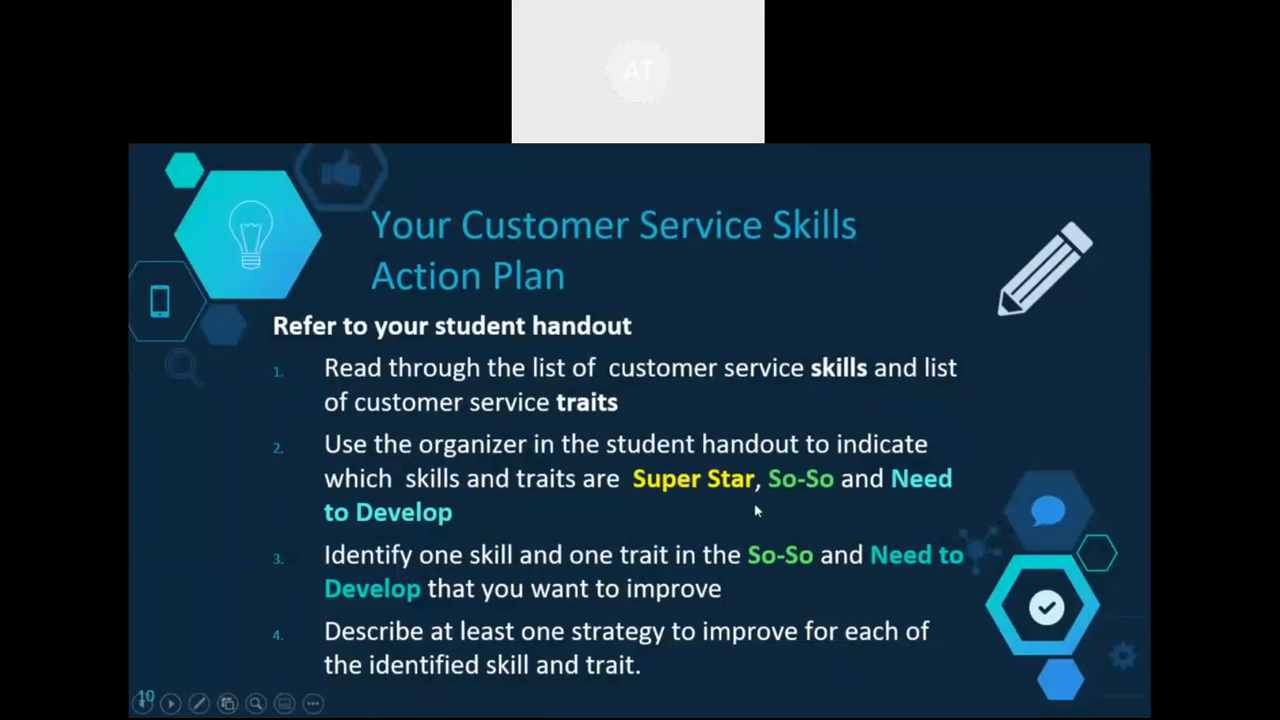 AT
Your Customer Service Skills
Action Plan
Refer to your student handout
1. Read through the list of customer service skills and list
of customer service traits
2. Use the organizer in the student handout to indicate
which skills and traits are Super Star, So-So and Need
to Develop
3. Identify one skill and one trait in the So-So and Need to
Develop that you want to improve
4. Describe at least one strategy to improve for each of
the identified skill and trait.
10